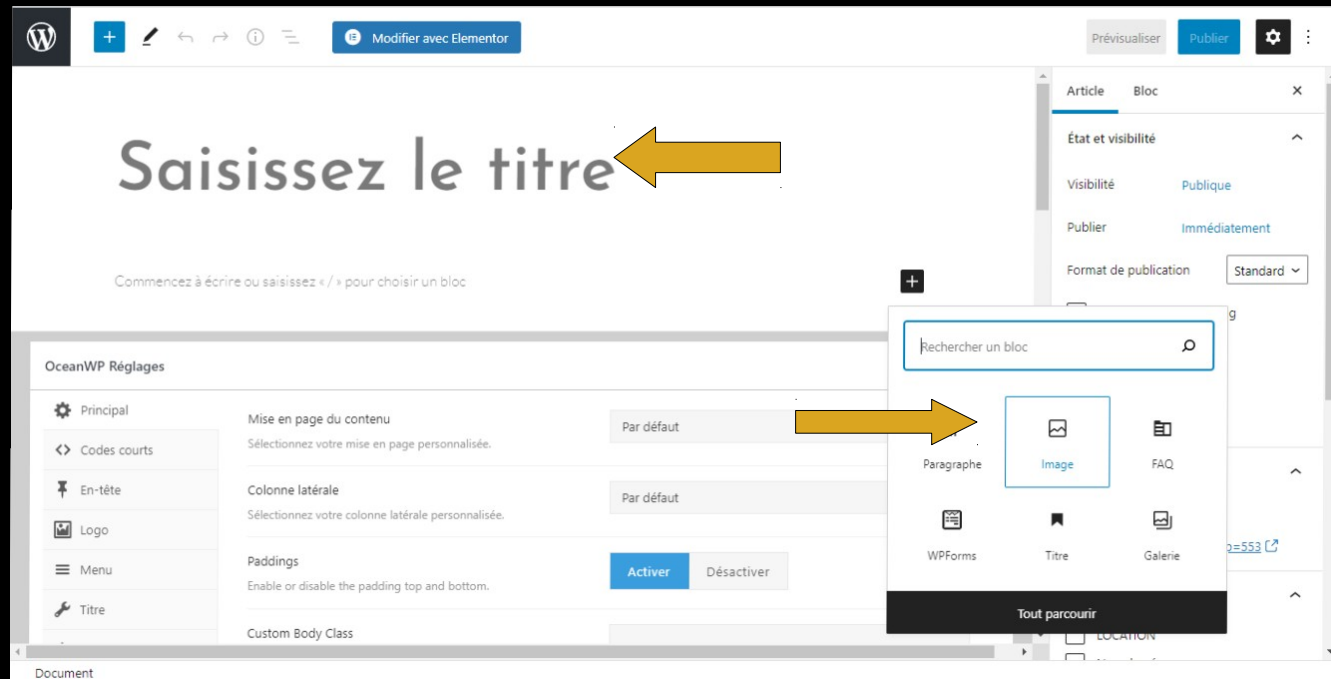 Modifier avec Elementor
Prévisualiser
Publier
Saisissez le titre
Commencez à écrire ou saisissez « / » pour choisir un bloc
Article Bloc
État et visibilité
Visibilité Publique
Publier Immédiatement
Format de publication Standard
Rechercher un bloc
Paragraphe
Image
FAQ
WPForms
Titre
Galerie
Tout parcourir
p=553
LOCATION
OceanWP Réglages
Principal
Codes courts
En-tête
Logo
Menu
Titre
Mise en page du contenu
Sélectionnez votre mise en page personnalisée.
Par défaut
Colonne latérale
Sélectionnez votre colonne latérale personnalisée.
Par défaut
Paddings
Enable or disable the padding top and bottom.
Activer Désactiver
Custom Body Class
Document